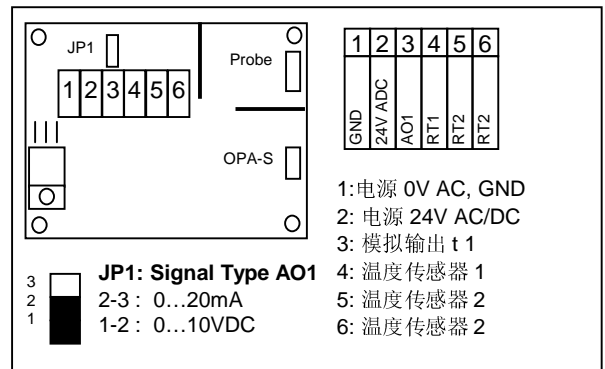 JP1
Probe
1 2 3 4 5 6
OPA-S
1 2 3 4 5 6
GND
24V ADC
AO1
RT1
RT2
RT2
1:电源 0V AC, GND
2: 电源 24V AC/DC
3: 模拟输出 t 1
4: 温度传感器 1
5: 温度传感器 2
6: 温度传感器 2
3
2
1
JP1: Signal Type AO1
2-3 : 0…20mA
1-2 : 0…10VDC